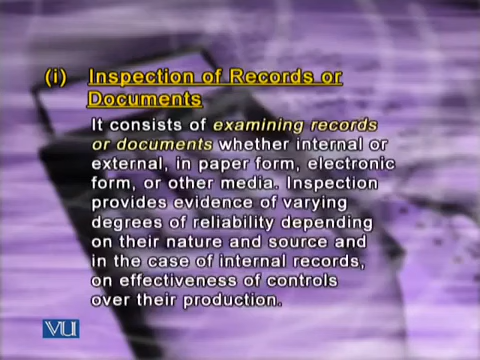 (i) Inspection of Records or
Documents
It consists of examining records
or documents whether internal or
external, in paper form, electronic
form, or other media. Inspection
provides evidence of varying
degrees of reliability depending
on their nature and source and
in the case of internal records,
on effectiveness of controls
over their production.
VU